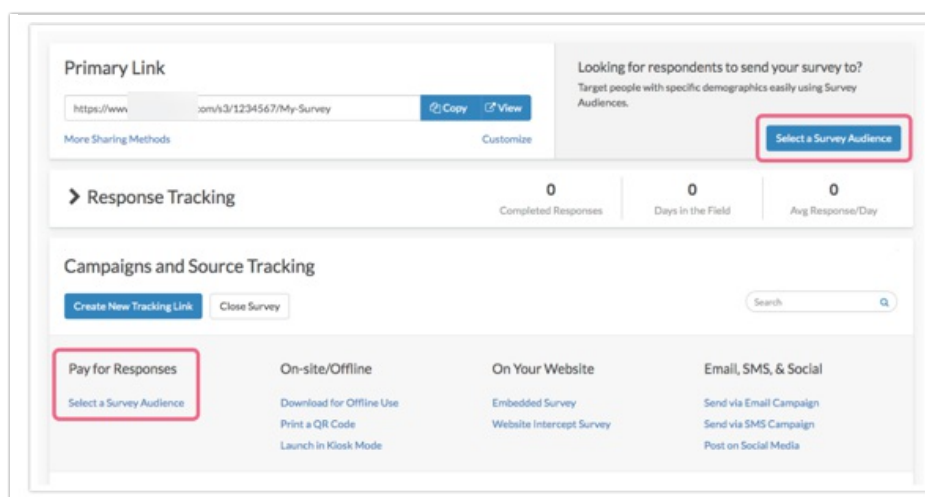 Primary Link
https://www. .com/s3/1234567/My-Survey
Copy
View
More Sharing Methods
Customize
Looking for respondents to send your survey to?
Target people with specific demographics easily using Survey
Audiences.
Select a Survey Audience
Response Tracking
0
Completed Responses
0
Days in the Field
0
Avg Response/Day
Campaigns and Source Tracking
Create New Tracking Link
Close Survey
Search
Pay for Responses
Select a Survey Audience
On-site/Offline
Download for Offline Use
Print a QR Code
Launch in Kiosk Mode
On Your Website
Embedded Survey
Website Intercept Survey
Email, SMS, & Social
Send via Email Campaign
Send via SMS Campaign
Post on Social Media